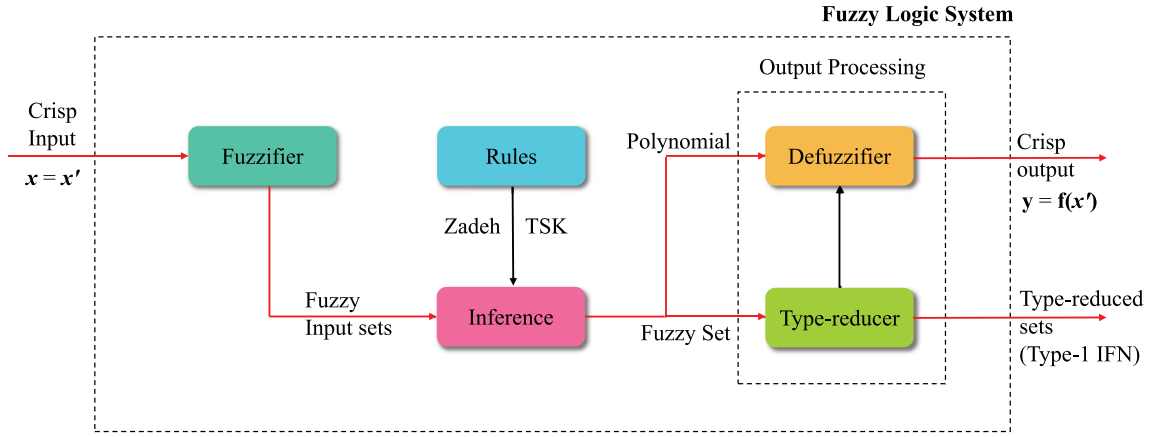 Fuzzy Logic System
Output Processing
Crisp
Input
x = x′
Fuzzifier
Rules
Polynomial
Defuzzifier
Crisp
output
y = f(x′)
Zadeh
TSK
Fuzzy
Input sets
Inference
Fuzzy Set
Type-reducer
Type-reduced
sets
(Type-1 IFN)